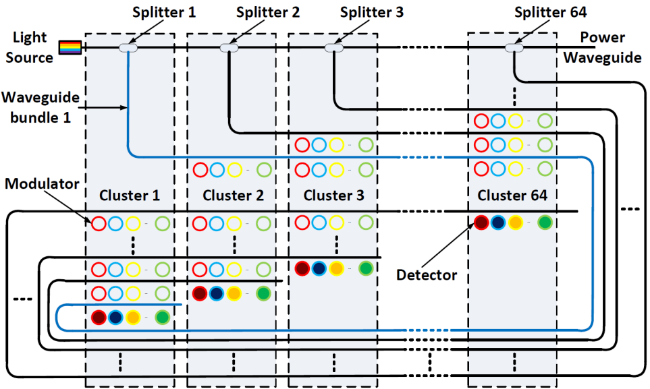 Splitter 1
Splitter 2
Splitter 3
Splitter 64
Light
Source
Power
Waveguide
Waveguide
bundle 1
Modulator
Cluster 1
Cluster 2
Cluster 3
Cluster 64
Detector